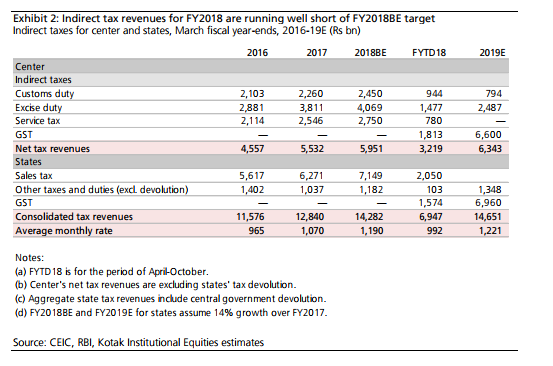 Exhibit 2: Indirect tax revenues for FY2018 are running well short of FY2018BE target
Indirect taxes for center and states, March fiscal year-ends, 2016-19E (Rs bn)
2016 2017 2018BE FYTD18 2019E
Center
Indirect taxes
Customs duty 2,103 2,260 2,450 944 794
Excise duty 2,881 3,811 4,069 1,477 2,487
Service tax 2,114 2,546 2,750 780 —
GST — — — 1,813 6,600
Net tax revenues 4,557 5,532 5,951 3,219 6,343
States
Sales tax 5,617 6,271 7,149 2,050
Other taxes and duties (excl. devolution) 1,402 1,037 1,182 103 1,348
GST — — — 1,574 6,960
Consolidated tax revenues 11,576 12,840 14,282 6,947 14,651
Average monthly rate 965 1,070 1,190 992 1,221
Notes:
(a) FYTD18 is for the period of April-October.
(b) Center's net tax revenues are excluding states' tax devolution.
(c) Aggregate state tax revenues include central government devolution.
(d) FY2018BE and FY2019E for states assume 14% growth over FY2017.
Source: CEIC, RBI, Kotak Institutional Equities estimates